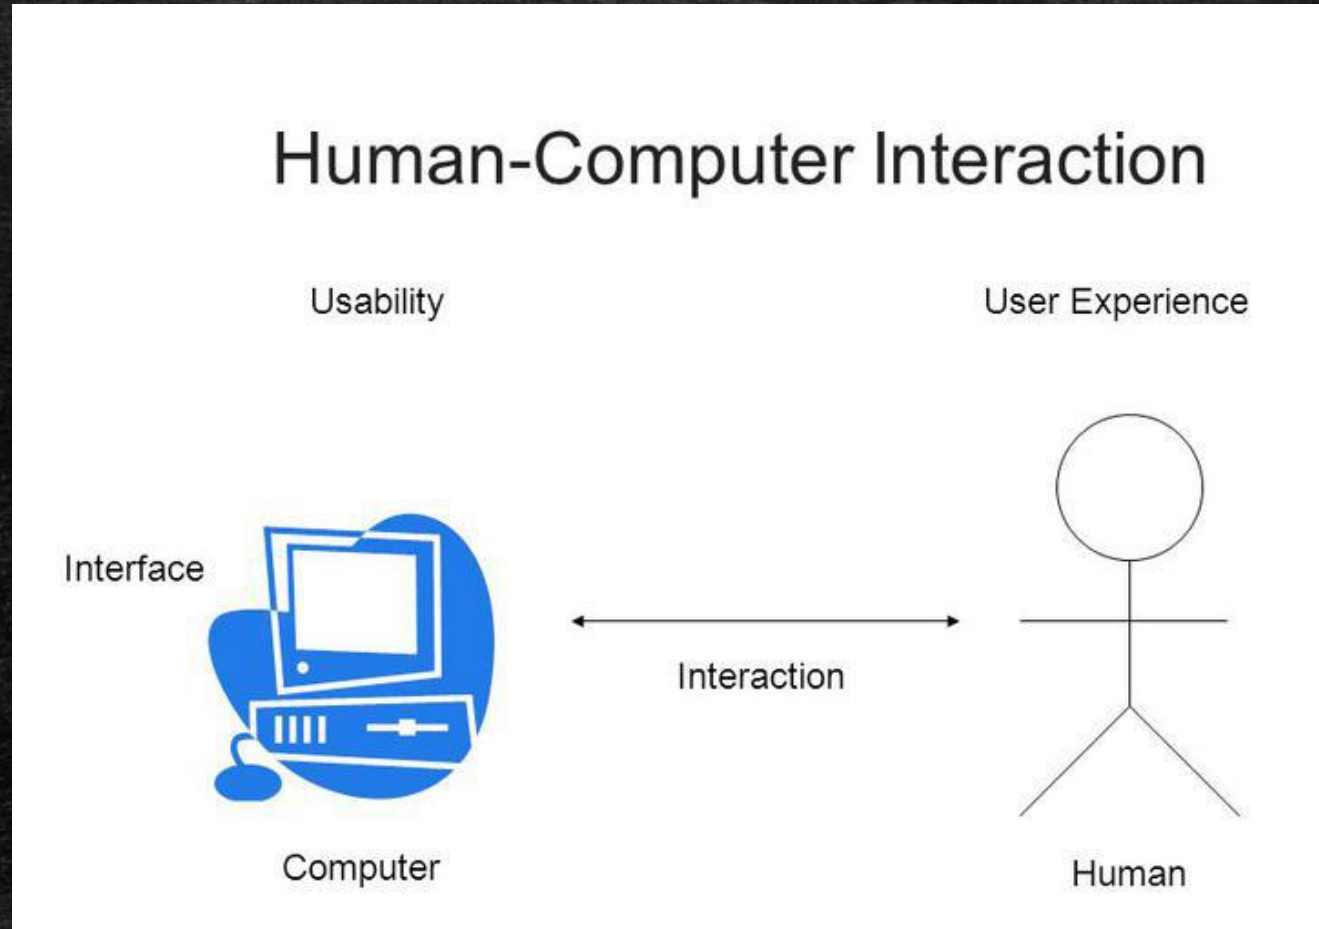 Human-Computer Interaction
Usability
User Experience
Interface
Interaction
Computer
Human